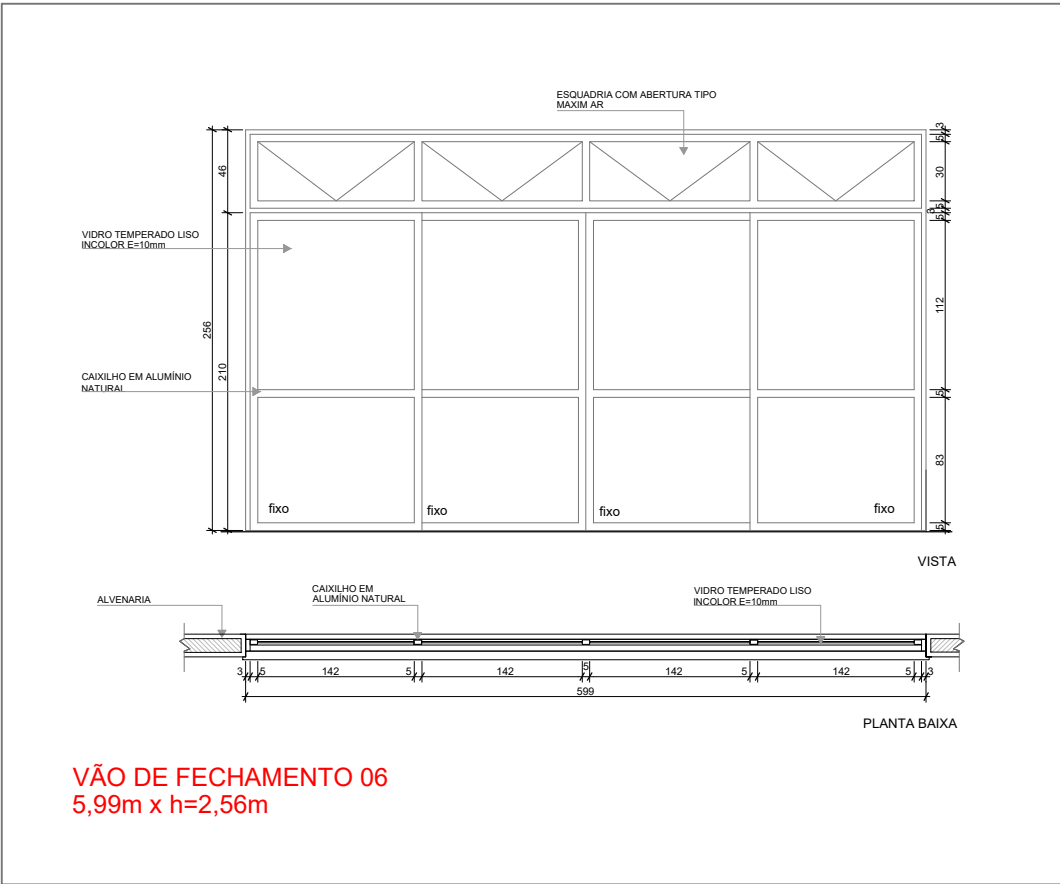 ESQUADRIA COM ABERTURA TIPO
MAXIM AR
3
5
46
30
5
3
5
VIDRO TEMPERADO LISO
INCOLOR E=10mm
112
256
210
CAIXILHO EM ALUMÍNIO
NATURAL
5
83
fixo
fixo
fixo
fixo
5
VISTA
ALVENARIA
CAIXILHO EM
ALUMÍNIO NATURAL
VIDRO TEMPERADO LISO
INCOLOR E=10mm
3 5 142 5 142 5 142 5 142 5 3
599
PLANTA BAIXA
VÃO DE FECHAMENTO 06
5,99m x h=2,56m